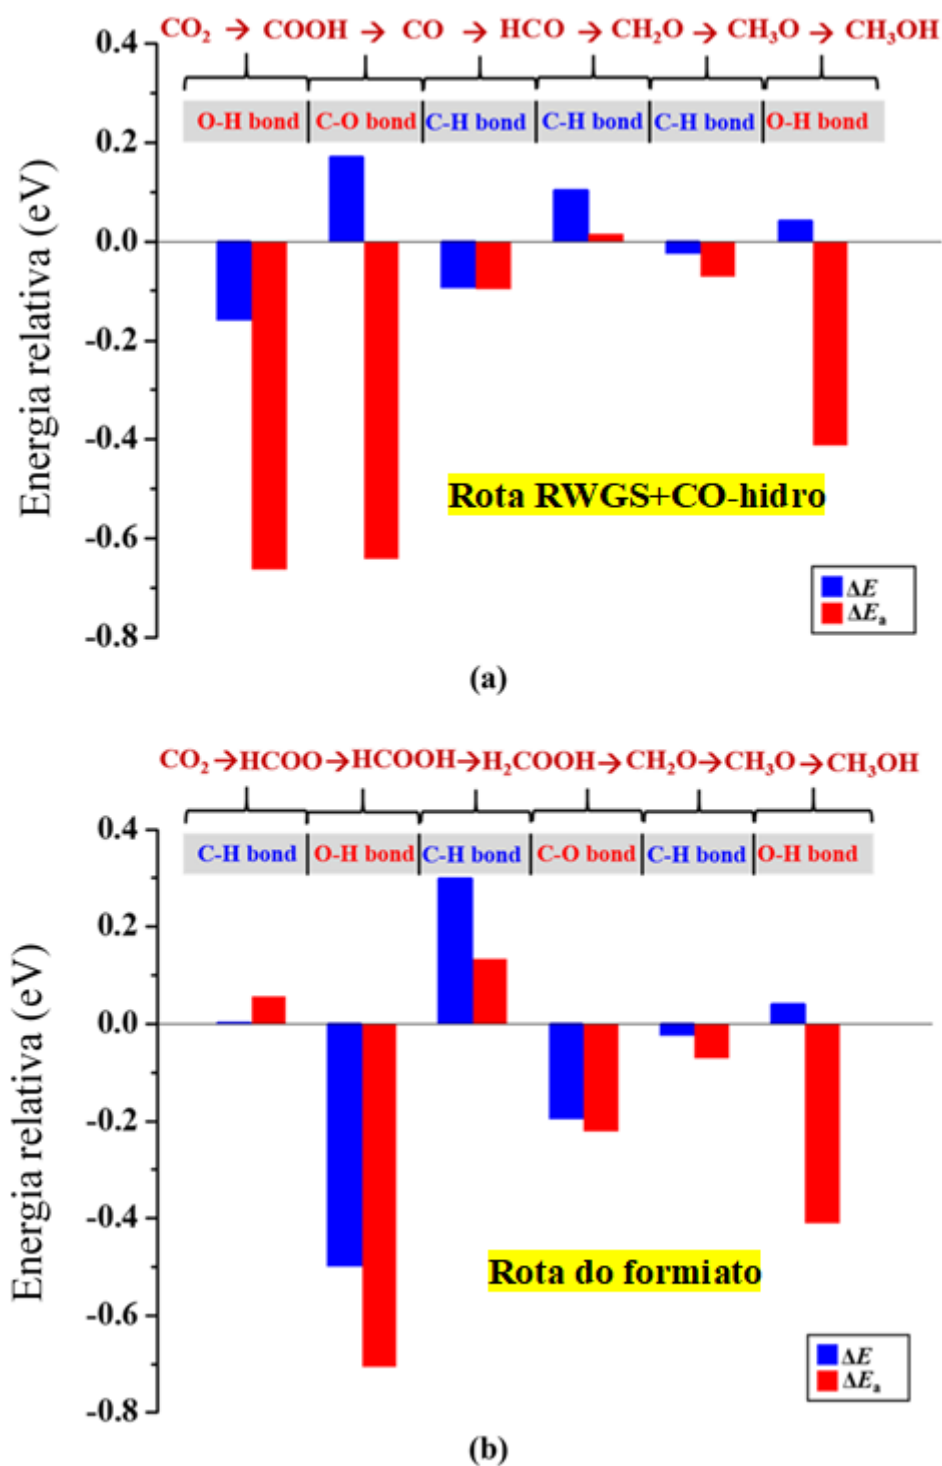 CO₂ → COOH → CO → HCO → CH₂O → CH₃O → CH₃OH
0.4
O-H bond C-O bond C-H bond C-H bond C-H bond O-H bond
0.2
0.0
-0.2
-0.4
-0.6
-0.8
Energia relativa (eV)
Rota RWGS+CO-hidro
ΔE
ΔEₐ
(a)
CO₂→HCOO→HCOOH→H₂COOH→CH₂O→CH₃O→CH₃OH
0.4
C-H bond O-H bond C-H bond C-O bond C-H bond O-H bond
0.2
0.0
-0.2
-0.4
-0.6
-0.8
Energia relativa (eV)
Rota do formiato
ΔE
ΔEₐ
(b)